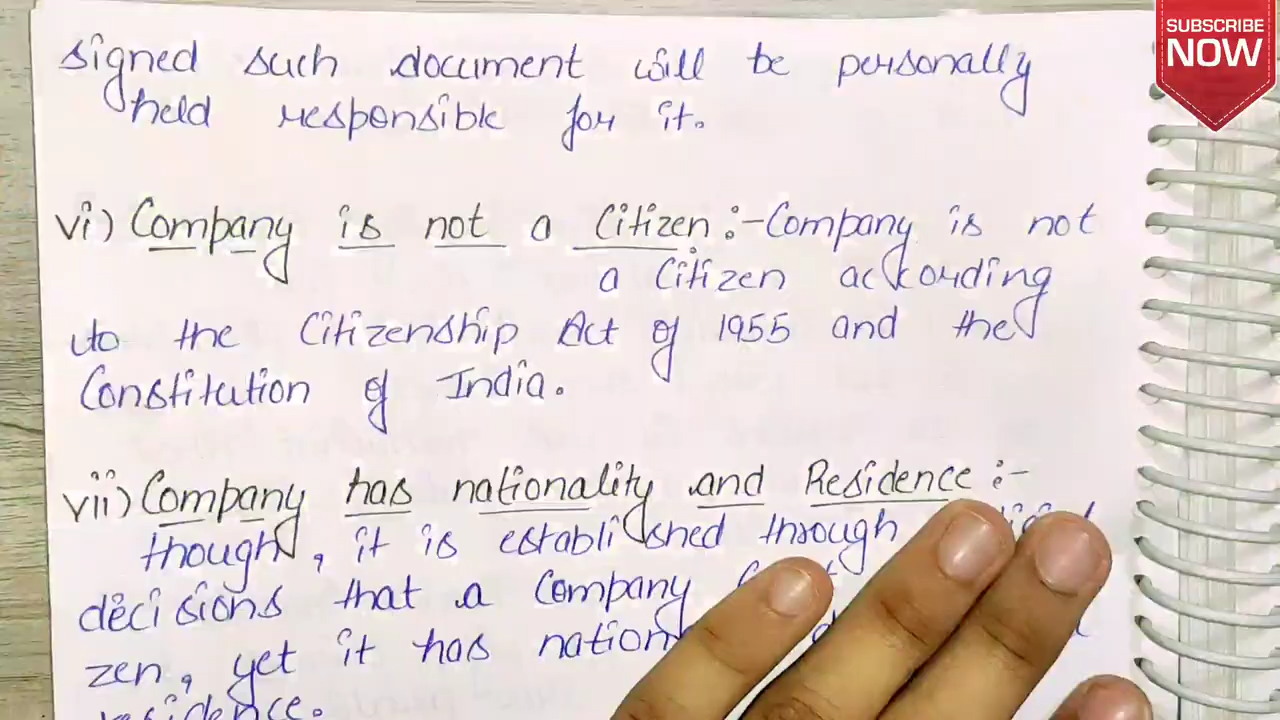 signed such document will be personally
held responsible for it.
vi) Company is not a Citizen :- Company is not
a Citizen according
to the Citizenship Act of 1955 and the
Constitution of India.
vii) Company has nationality and Residence :-
though, it is established through
decisions that a Company
zen, yet it has nation
residence.
SUBSCRIBE
NOW